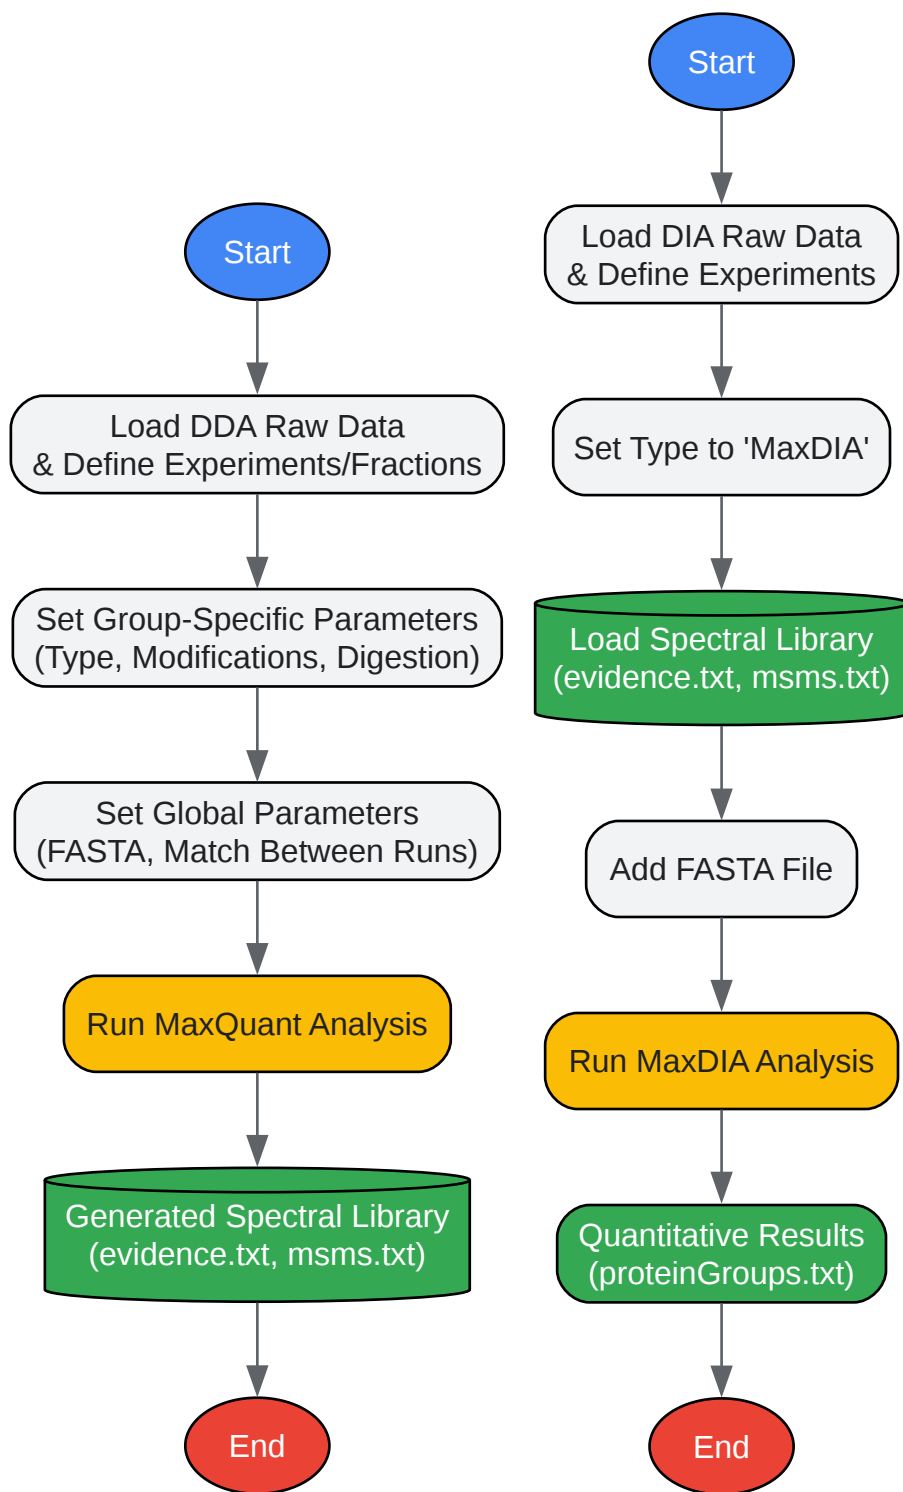 Start
Load DDA Raw Data
& Define Experiments/Fractions
Set Group-Specific Parameters
(Type, Modifications, Digestion)
Set Global Parameters
(FASTA, Match Between Runs)
Run MaxQuant Analysis
Generated Spectral Library
(evidence.txt, msms.txt)
End
Start
Load DIA Raw Data
& Define Experiments
Set Type to 'MaxDIA'
Load Spectral Library
(evidence.txt, msms.txt)
Add FASTA File
Run MaxDIA Analysis
Quantitative Results
(proteinGroups.txt)
End